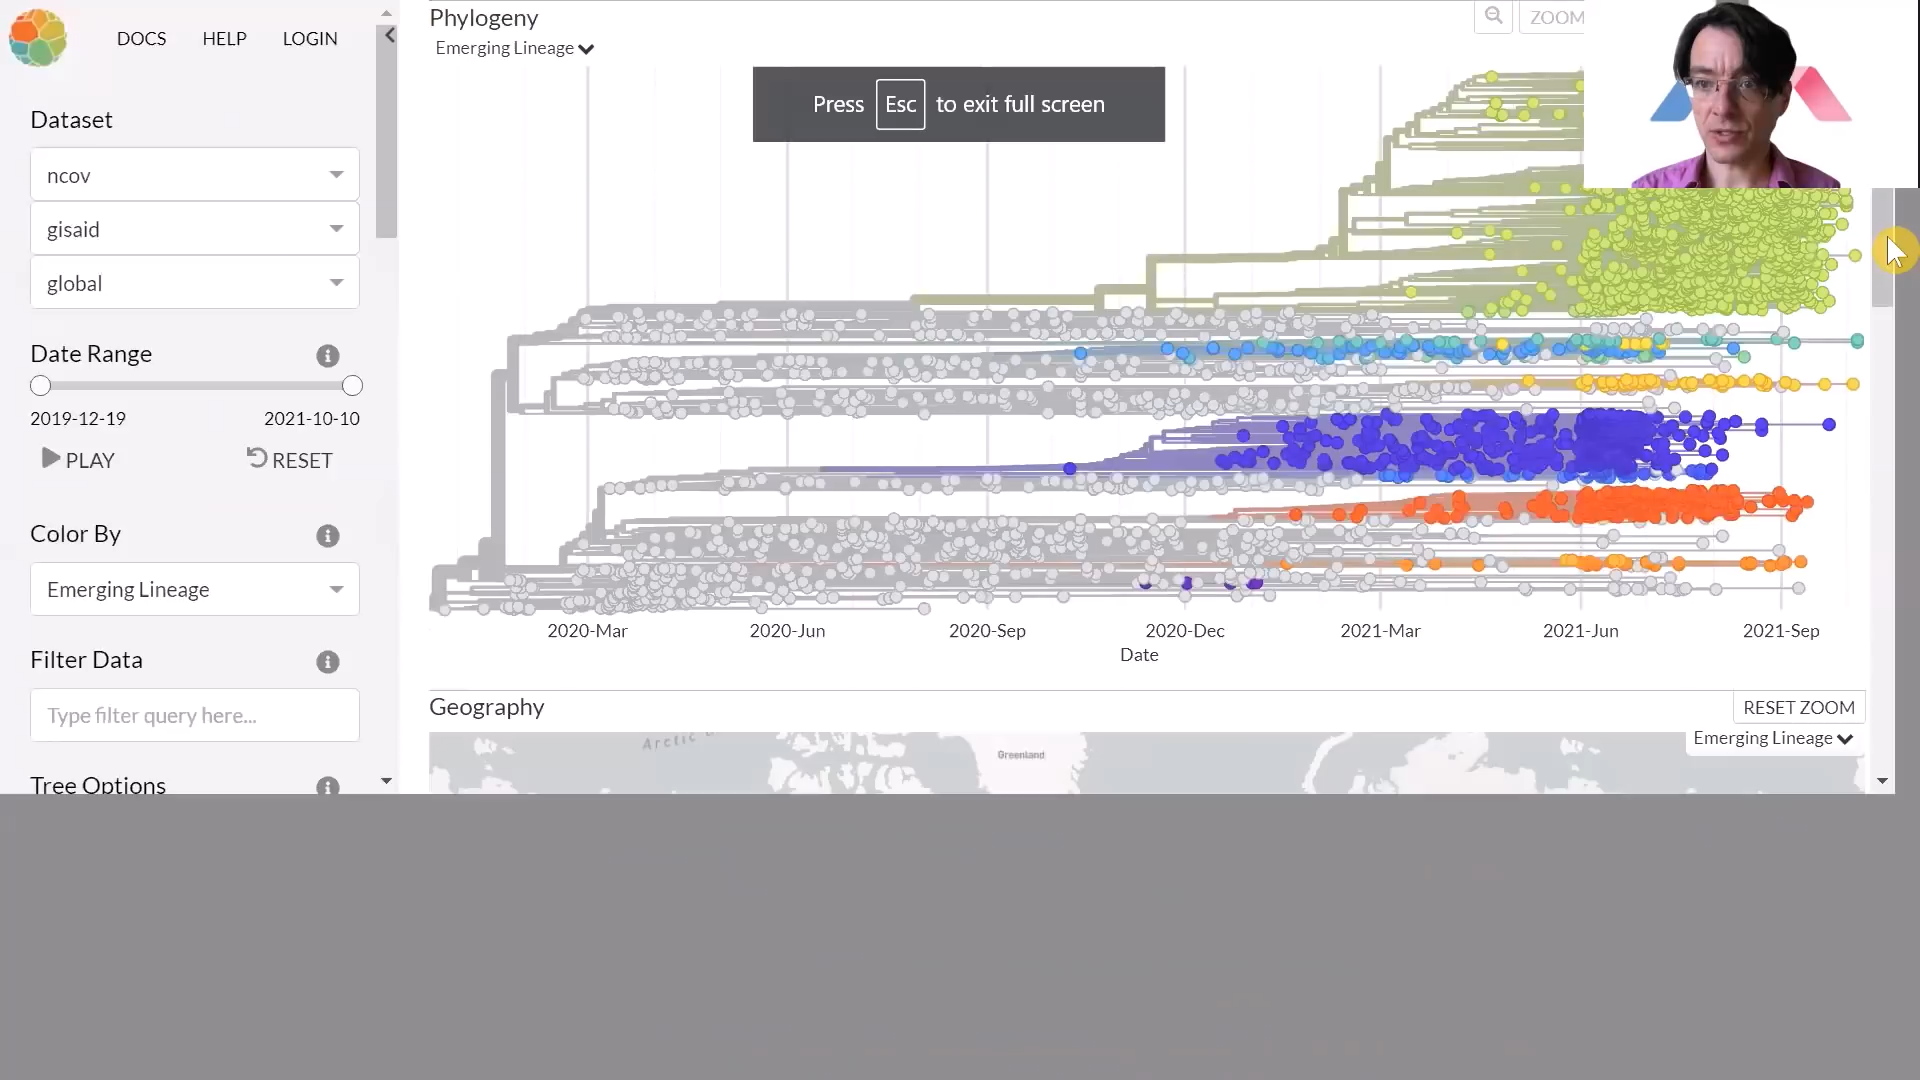 DOCS
HELP
LOGIN
Dataset
ncov
gisaid
global
Date Range
2019-12-19
2021-10-10
PLAY
RESET
Color By
Emerging Lineage
Filter Data
Type filter query here...
Tree Options
Phylogeny
Emerging Lineage
ZOOM
Press Esc to exit full screen
2020-Mar
2020-Jun
2020-Sep
2020-Dec
2021-Mar
2021-Jun
2021-Sep
Date
Geography
RESET ZOOM
Emerging Lineage
Arctic
Greenland